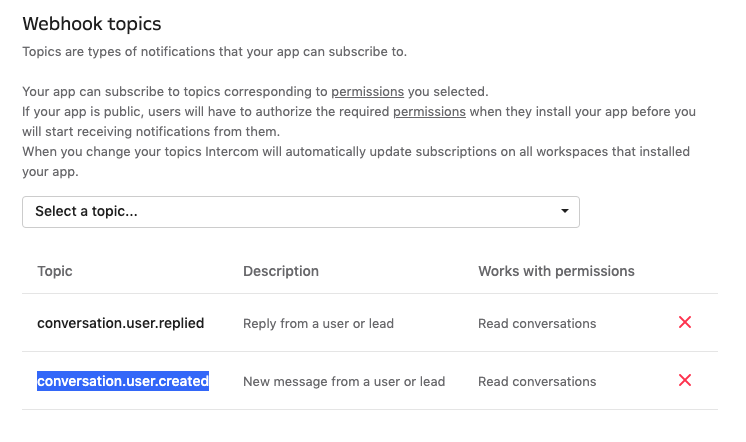 Webhook topics
Topics are types of notifications that your app can subscribe to.
Your app can subscribe to topics corresponding to permissions you selected.
If your app is public, users will have to authorize the required permissions when they install your app before you
will start receiving notifications from them.
When you change your topics Intercom will automatically update subscriptions on all workspaces that installed
your app.
Select a topic...
Topic Description Works with permissions
conversation.user.replied Reply from a user or lead Read conversations
conversation.user.created New message from a user or lead Read conversations